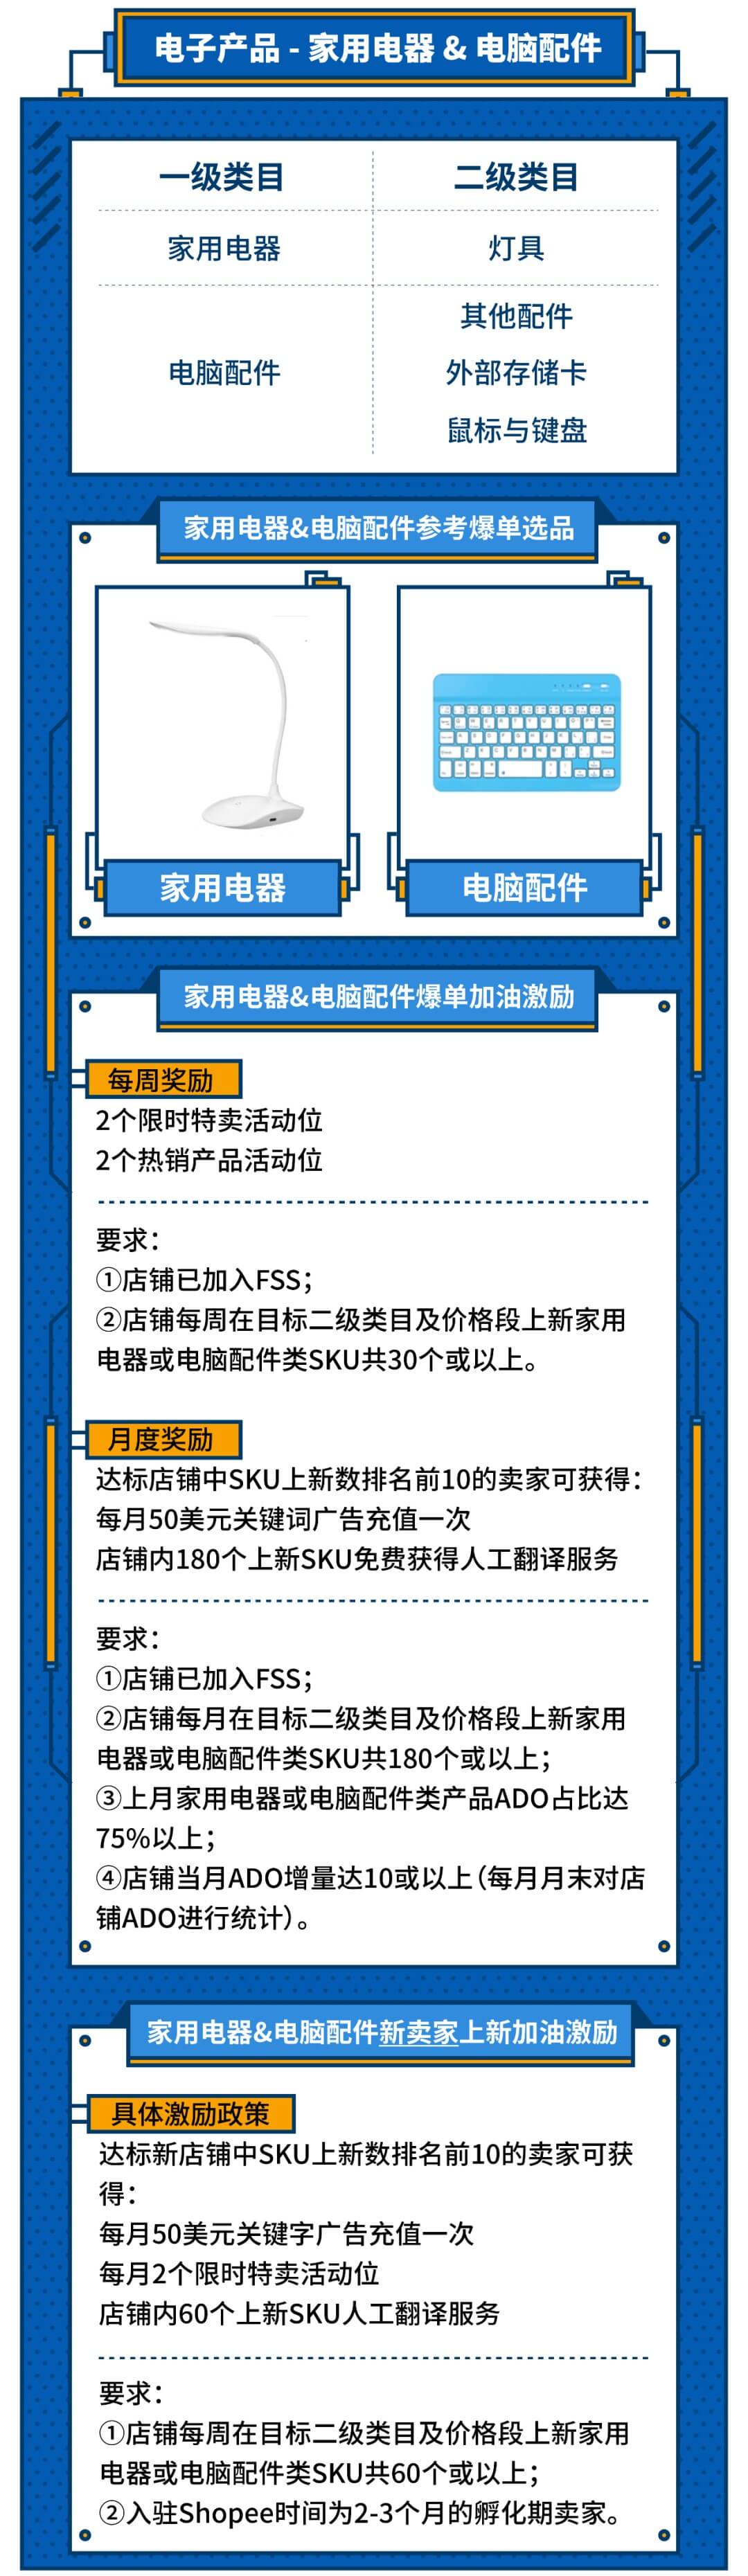 电子产品 - 家用电器 & 电脑配件
一级类目 二级类目
家用电器 灯具
其他配件
电脑配件 外部存储卡
鼠标与键盘
家用电器&电脑配件参考爆单选品
家用电器 电脑配件
家用电器&电脑配件爆单加油激励
每周奖励
2个限时特卖活动位
2个热销产品活动位
要求：
①店铺已加入FSS；
②店铺每周在目标二级类目及价格段上新家用
电器或电脑配件类SKU共30个或以上。
月度奖励
达标店铺中SKU上新数排名前10的卖家可获得：
每月50美元关键词广告充值一次
店铺内180个上新SKU免费获得人工翻译服务
要求：
①店铺已加入FSS；
②店铺每月在目标二级类目及价格段上新家用
电器或电脑配件类SKU共180个或以上；
③上月家用电器或电脑配件类产品ADO占比达
75%以上；
④店铺当月ADO增量达10或以上（每月月末对店
铺ADO进行统计）。
家用电器&电脑配件新卖家上新加油激励
具体激励政策
达标新店铺中SKU上新数排名前10的卖家可获
得：
每月50美元关键字广告充值一次
每月2个限时特卖活动位
店铺内60个上新SKU人工翻译服务
要求：
①店铺每周在目标二级类目及价格段上新家用
电器或电脑配件类SKU共60个或以上；
②入驻Shopee时间为2-3个月的孵化期卖家。